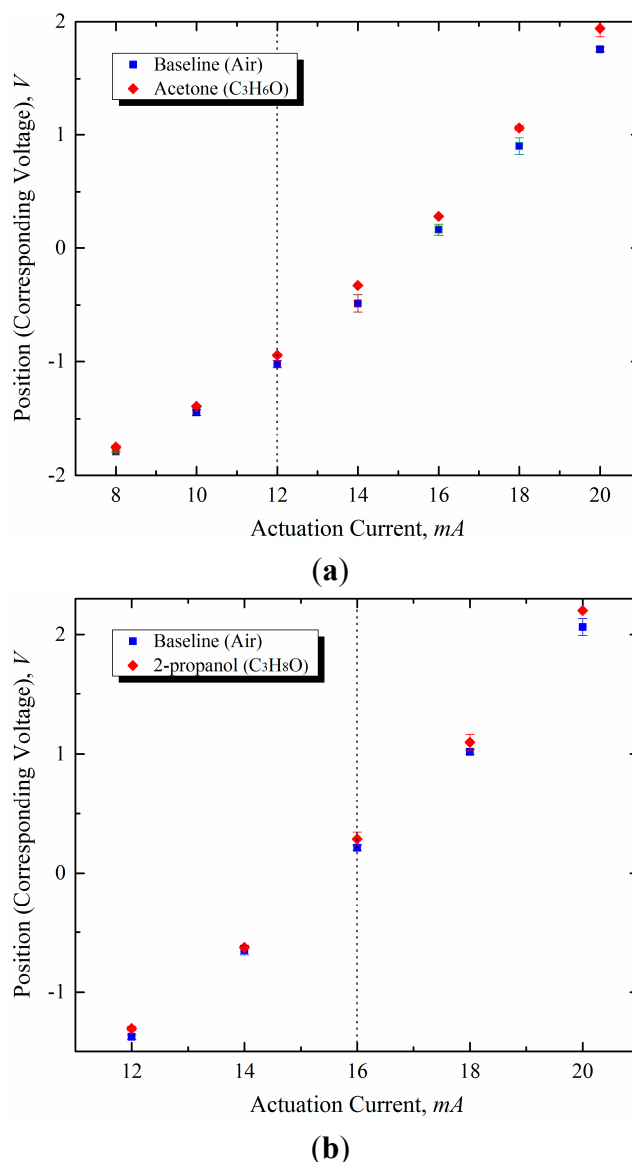 2
1
0
-1
-2
Position (Corresponding Voltage), V
Baseline (Air)
Acetone (C3H6O)
8 10 12 14 16 18 20
Actuation Current, mA
(a)
2
1
0
-1
Position (Corresponding Voltage), V
Baseline (Air)
2-propanol (C3H8O)
12 14 16 18 20
Actuation Current, mA
(b)